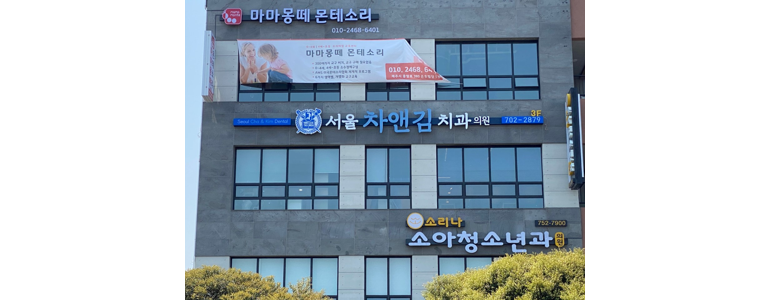 마마몽떼 몬테소리
010-2468-6401
마마몽떼 몬테소리
010. 2468. 64
Seoul Cha & Kim Dental
서울 차앤김 치과 의원
3F
702-2879
소리나
752-7900
소아청소년과 의원